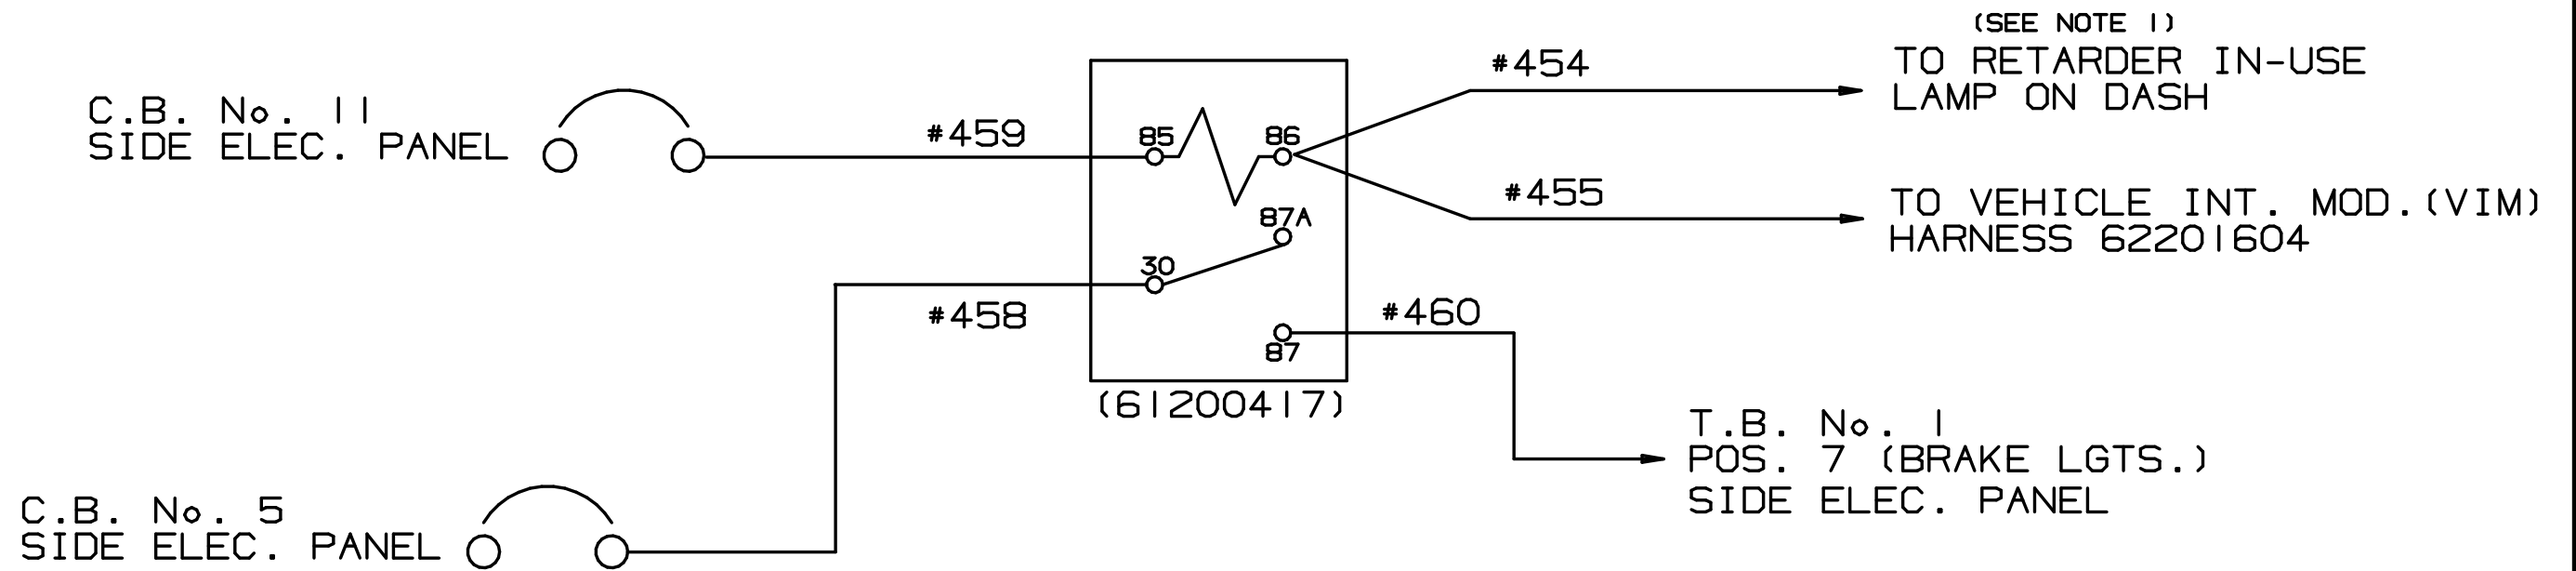 (SEE NOTE 1)
TO RETARDER IN-USE
LAMP ON DASH
#454
C.B. No. 11
SIDE ELEC. PANEL
#459
85
86
#455
TO VEHICLE INT. MOD.(VIM)
HARNESS 62201604
87A
30
#458
#460
87
(61200417)
T.B. No. 1
POS. 7 (BRAKE LGTS.)
SIDE ELEC. PANEL
C.B. No. 5
SIDE ELEC. PANEL